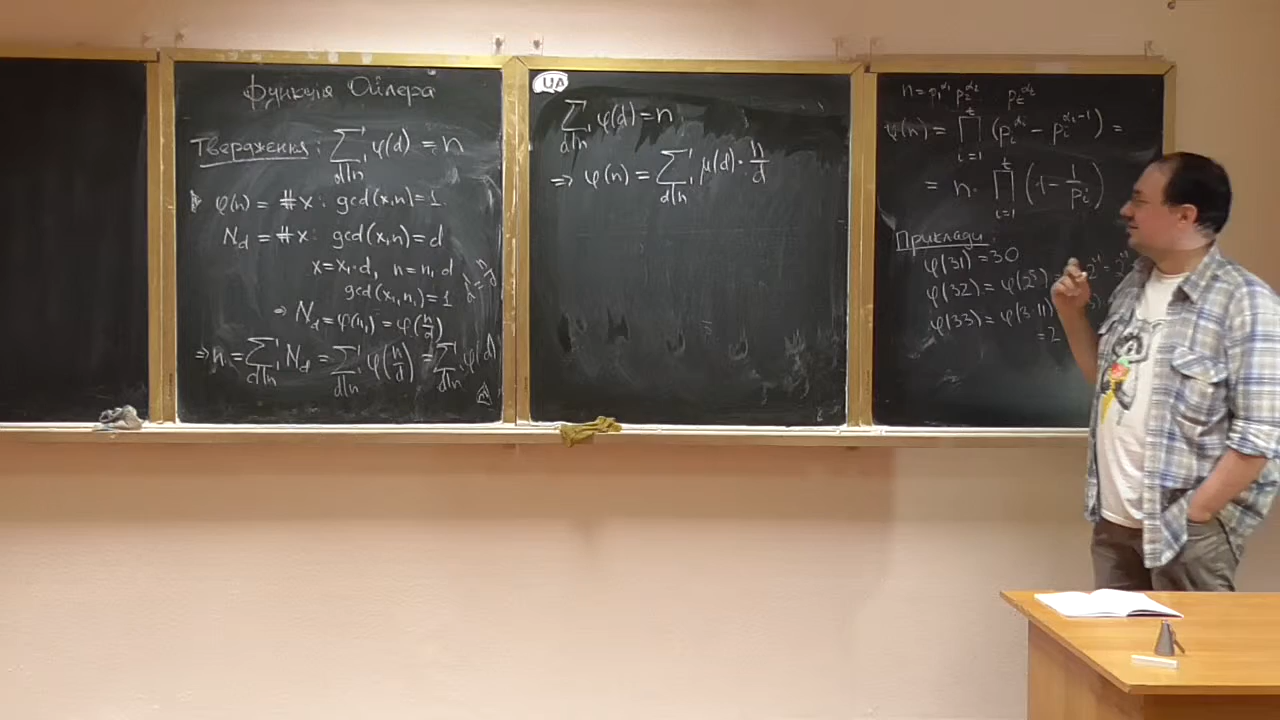 Функція Ойлера
Твердження: ∑_{d|n} φ(d) = n
φ(n) = #x: gcd(x,n)=1.
N_d = #x: gcd(x,n)=d
x=x₁·d, n=n₁d
gcd(x₁,n₁)=1
⇒ N_d=φ(n₁)=φ(n/d)
⇒ n = ∑_{d|n} N_d = ∑_{d|n} φ(n/d) = ∑_{d|n} φ(d)
UA
∑_{d|n} φ(d)=n
⇒ φ(n) = ∑_{d|n} μ(d)·n/d
n=p₁^{α₁} p₂^{α₂} p_t^{α_t}
φ(n) = ∏_{i=1}^{t} (p_i^{α_i} − p_i^{α_i−1}) =
= n· ∏_{i=1}^{t} (1 − 1/p_i)
Приклади:
φ(31)=30
φ(32)=φ(2⁵)
φ(33)=φ(3·11)
=2